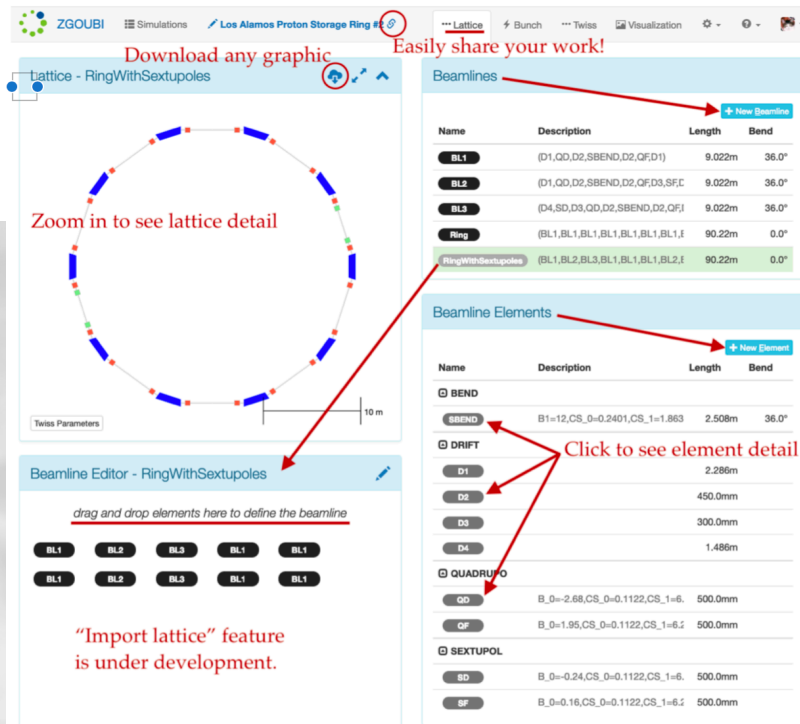 ZGOUBI Simulations Los Alamos Proton Storage Ring #2 Lattice Bunch Twiss Visualization
Download any graphic
Easily share your work!
Lattice - RingWithSextupoles
Zoom in to see lattice detail
10 m
Twiss Parameters
Beamline Editor - RingWithSextupoles
drag and drop elements here to define the beamline
BL1 BL2 BL3 BL1 BL1
BL1 BL2 BL3 BL1 BL1
“Import lattice” feature
is under development.
Beamlines
+ New Beamline
Name Description Length Bend
BL1 (D1,QD,D2,SBEND,D2,QF,D1) 9.022m 36.0°
BL2 (D1,QD,D2,SBEND,D2,QF,D3,SF,D 9.022m 36.0°
BL3 (D4,SD,D3,QD,D2,SBEND,D2,QF,I 9.022m 36.0°
Ring (BL1,BL1,BL1,BL1,BL1,BL1,BL1,E 90.22m 0.0°
RingWithSextupoles (BL1,BL2,BL3,BL1,BL1,BL1,BL2,E 90.22m 0.0°
Beamline Elements
+ New Element
Name Description Length Bend
BEND
SBEND B1=12,CS_0=0.2401,CS_1=1.863 2.508m 36.0°
Click to see element detail
DRIFT
D1 2.286m
D2 450.0mm
D3 300.0mm
D4 1.486m
QUADRUPO
QD B_0=-2.68,CS_0=0.1122,CS_1=6. 500.0mm
QF B_0=1.95,CS_0=0.1122,CS_1=6.2 500.0mm
SEXTUPOL
SD B_0=-0.24,CS_0=0.1122,CS_1=6. 500.0mm
SF B_0=0.16,CS_0=0.1122,CS_1=6.2 500.0mm